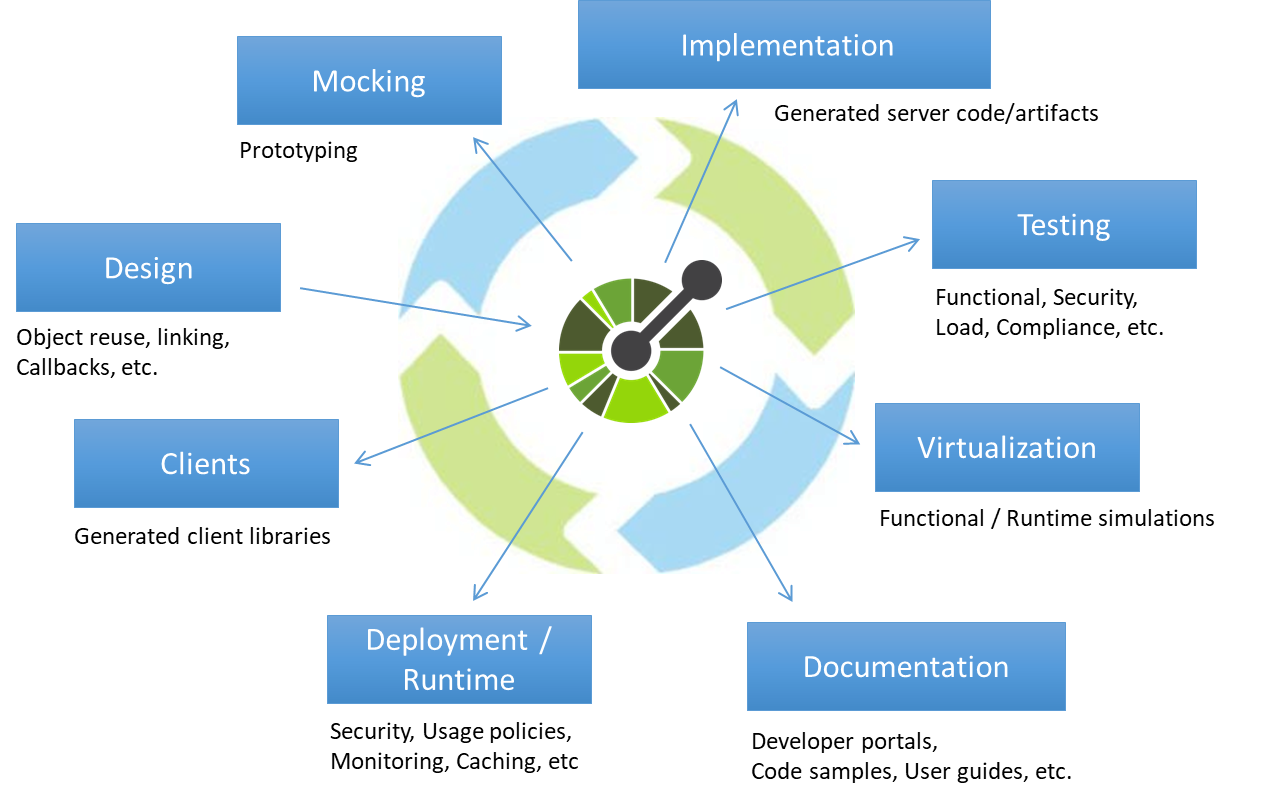 Implementation
Generated server code/artifacts
Mocking
Prototyping
Testing
Functional, Security,
Load, Compliance, etc.
Design
Object reuse, linking,
Callbacks, etc.
Virtualization
Functional / Runtime simulations
Clients
Generated client libraries
Deployment /
Runtime
Security, Usage policies,
Monitoring, Caching, etc
Documentation
Developer portals,
Code samples, User guides, etc.